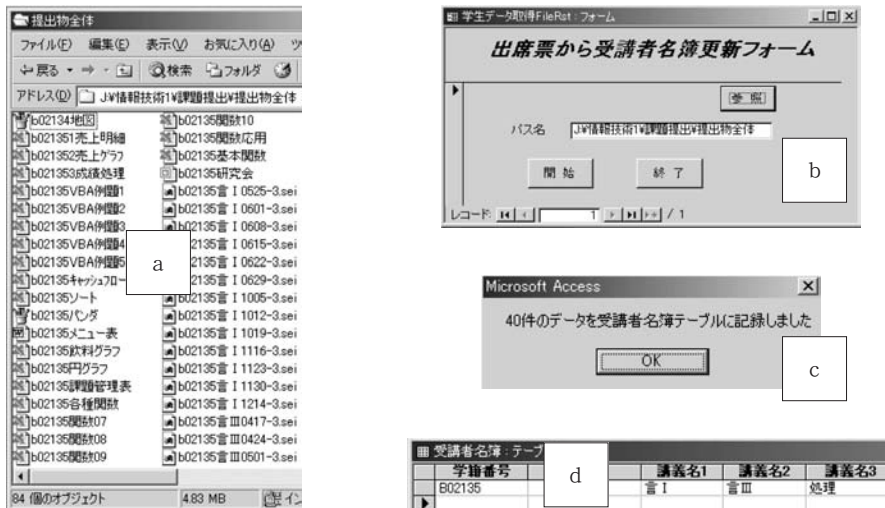 提出物全体
ファイル(F) 編集(E) 表示(V) お気に入り(A) ツ
戻る 検索 フォルダ
アドレス(D) J:¥情報技術1¥課題提出¥提出物全体
b02134地図
b021351売上明細
b021352売上グラフ
b021353成績処理
b02135VBA例題1
b02135VBA例題2
b02135VBA例題3
b02135VBA例題4
b02135VBA例題5
b02135キャッシュフロー
b02135ソート
b02135パンダ
b02135メニュー表
b02135飲料グラフ
b02135円グラフ
b02135課題管理表
b02135各種関数
b02135関数07
b02135関数08
b02135関数09
b02135関数10
b02135関数応用
b02135基本関数
b02135研究会
b02135言Ⅰ0525-3.sei
b02135言Ⅰ0601-3.sei
b02135言Ⅰ0608-3.sei
02135言Ⅰ0615-3.sei
02135言Ⅰ0622-3.sei
02135言Ⅰ0629-3.sei
b02135言Ⅰ1005-3.sei
b02135言Ⅰ1012-3.sei
b02135言Ⅰ1019-3.sei
b02135言Ⅰ1116-3.sei
b02135言Ⅰ1123-3.sei
b02135言Ⅰ1130-3.sei
b02135言Ⅰ1214-3.sei
b02135言Ⅲ0417-3.sei
b02135言Ⅲ0424-3.sei
b02135言Ⅲ0501-3.sei
a
84 個のオブジェクト 4.83 MB イン
学生データ取得FileRst : フォーム
出席票から受講者名簿更新フォーム
参照
パス名 J:¥情報技術1¥課題提出¥提出物全体
開始 終了
b
レコード: 1 / 1
Microsoft Access
40件のデータを受講者名簿テーブルに記録しました
OK
c
受講者名簿 : テーブ
学籍番号 d 講義名1 講義名2 講義名3
B02135 言Ⅰ 言Ⅲ 処理